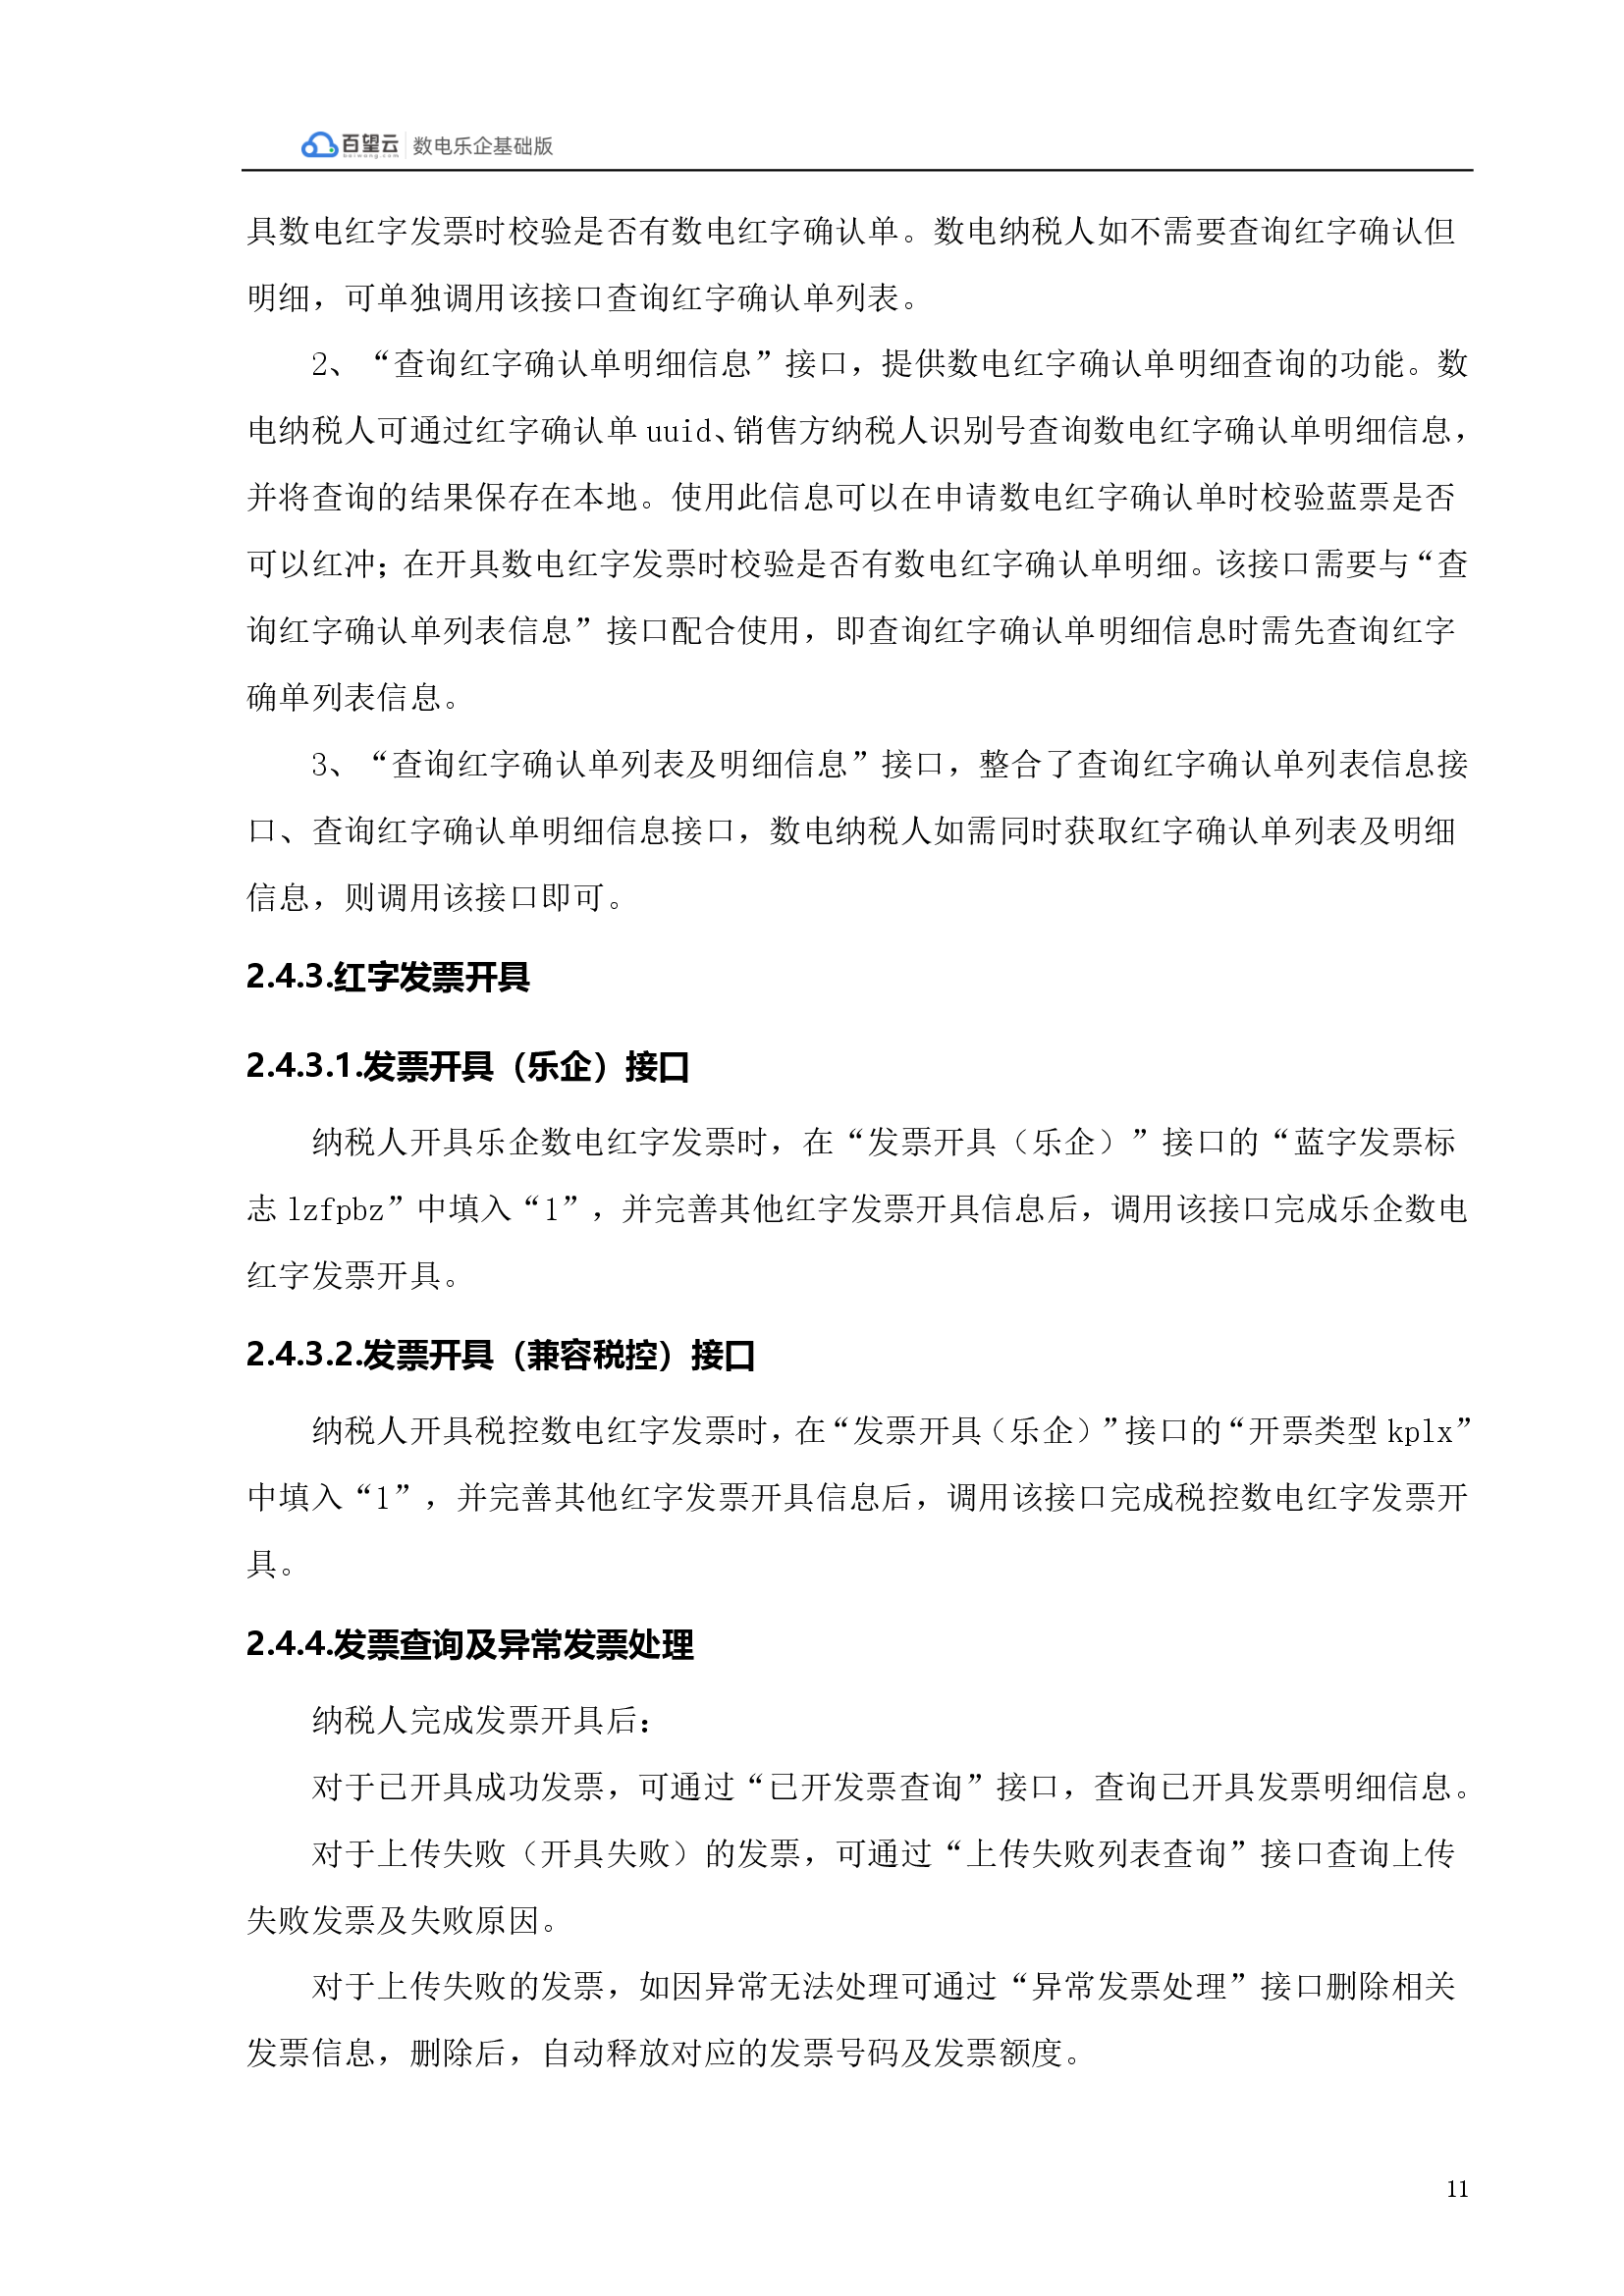 百望云 数电乐企基础版
baiwang.com
具数电红字发票时校验是否有数电红字确认单。数电纳税人如不需要查询红字确认但
明细，可单独调用该接口查询红字确认单列表。
2、“查询红字确认单明细信息”接口，提供数电红字确认单明细查询的功能。数
电纳税人可通过红字确认单 uuid、销售方纳税人识别号查询数电红字确认单明细信息，
并将查询的结果保存在本地。使用此信息可以在申请数电红字确认单时校验蓝票是否
可以红冲；在开具数电红字发票时校验是否有数电红字确认单明细。该接口需要与“查
询红字确认单列表信息”接口配合使用，即查询红字确认单明细信息时需先查询红字
确单列表信息。
3、“查询红字确认单列表及明细信息”接口，整合了查询红字确认单列表信息接
口、查询红字确认单明细信息接口，数电纳税人如需同时获取红字确认单列表及明细
信息，则调用该接口即可。
2.4.3.红字发票开具
2.4.3.1.发票开具（乐企）接口
纳税人开具乐企数电红字发票时，在“发票开具（乐企）”接口的“蓝字发票标
志 lzfpbz”中填入“1”，并完善其他红字发票开具信息后，调用该接口完成乐企数电
红字发票开具。
2.4.3.2.发票开具（兼容税控）接口
纳税人开具税控数电红字发票时，在“发票开具（乐企）”接口的“开票类型 kplx”
中填入“1”，并完善其他红字发票开具信息后，调用该接口完成税控数电红字发票开
具。
2.4.4.发票查询及异常发票处理
纳税人完成发票开具后：
对于已开具成功发票，可通过“已开发票查询”接口，查询已开具发票明细信息。
对于上传失败（开具失败）的发票，可通过“上传失败列表查询”接口查询上传
失败发票及失败原因。
对于上传失败的发票，如因异常无法处理可通过“异常发票处理”接口删除相关
发票信息，删除后，自动释放对应的发票号码及发票额度。
11